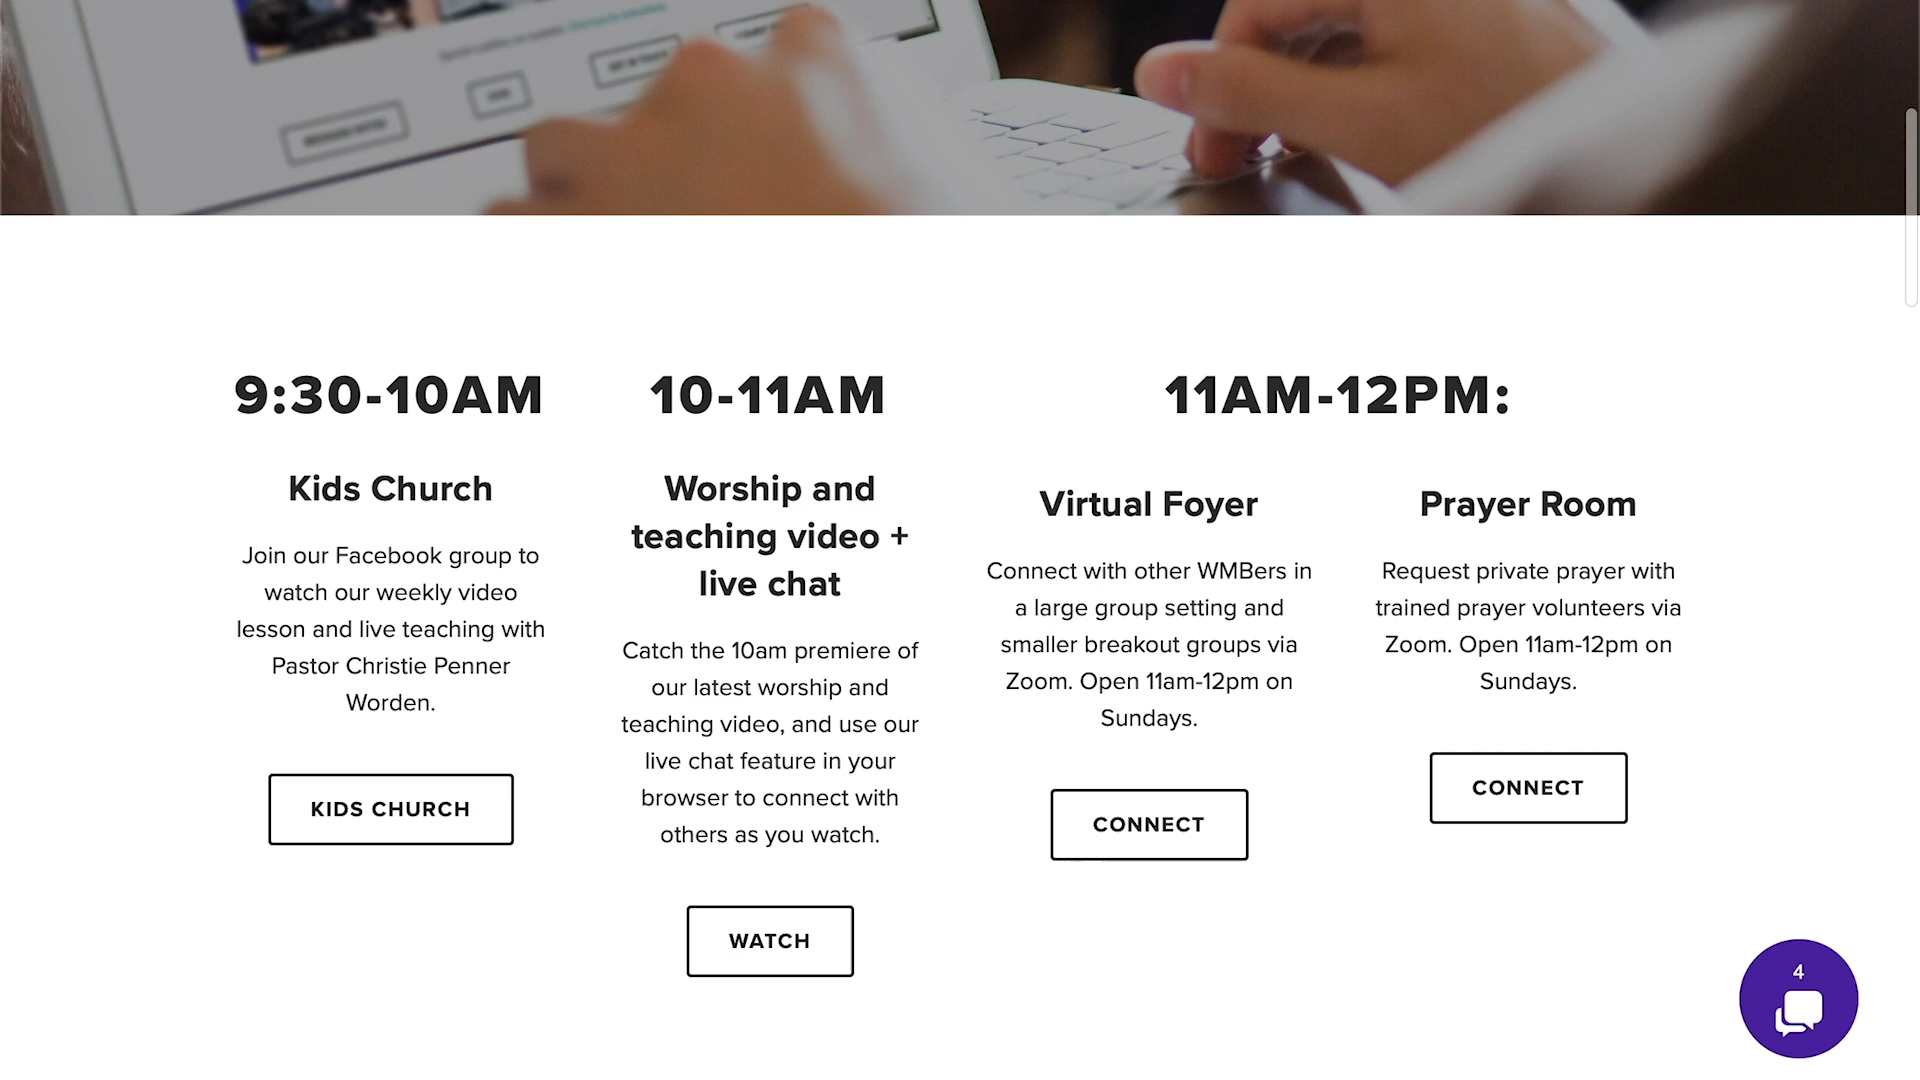 9:30-10AM
Kids Church
Join our Facebook group to
watch our weekly video
lesson and live teaching with
Pastor Christie Penner
Worden.
KIDS CHURCH
10-11AM
Worship and
teaching video +
live chat
Catch the 10am premiere of
our latest worship and
teaching video, and use our
live chat feature in your
browser to connect with
others as you watch.
WATCH
11AM-12PM:
Virtual Foyer
Connect with other WMBers in
a large group setting and
smaller breakout groups via
Zoom. Open 11am-12pm on
Sundays.
CONNECT
Prayer Room
Request private prayer with
trained prayer volunteers via
Zoom. Open 11am-12pm on
Sundays.
CONNECT
4